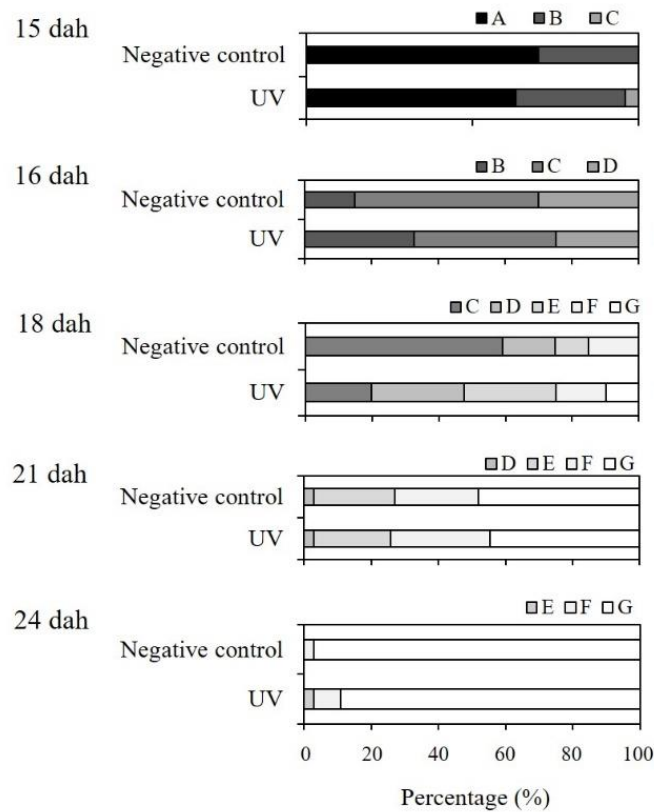 15 dah
A B C
Negative control
UV
16 dah
B C D
Negative control
UV
18 dah
C D E F G
Negative control
UV
21 dah
D E F G
Negative control
UV
24 dah
E F G
Negative control
UV
0 20 40 60 80 100
Percentage (%)